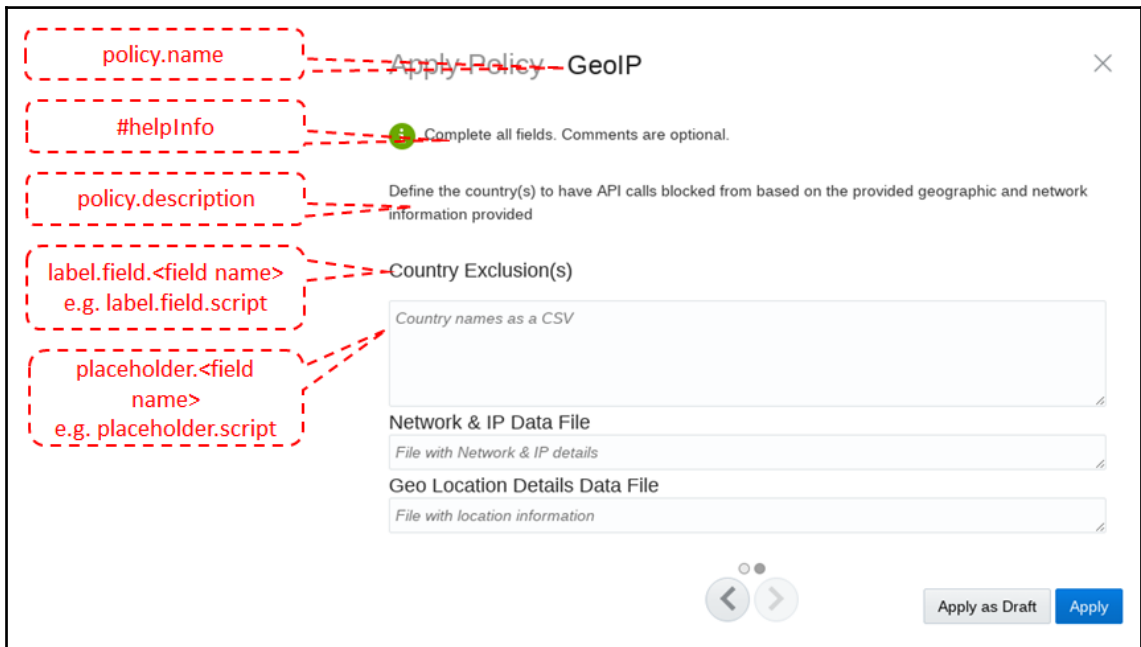 policy.name
Apply Policy - GeoIP
#helpInfo
i Complete all fields. Comments are optional.
policy.description
Define the country(s) to have API calls blocked from based on the provided geographic and network
information provided
label.field.<field name>
e.g. label.field.script
Country Exclusion(s)
Country names as a CSV
placeholder.<field
name>
e.g. placeholder.script
Network & IP Data File
File with Network & IP details
Geo Location Details Data File
File with location information
Apply as Draft
Apply